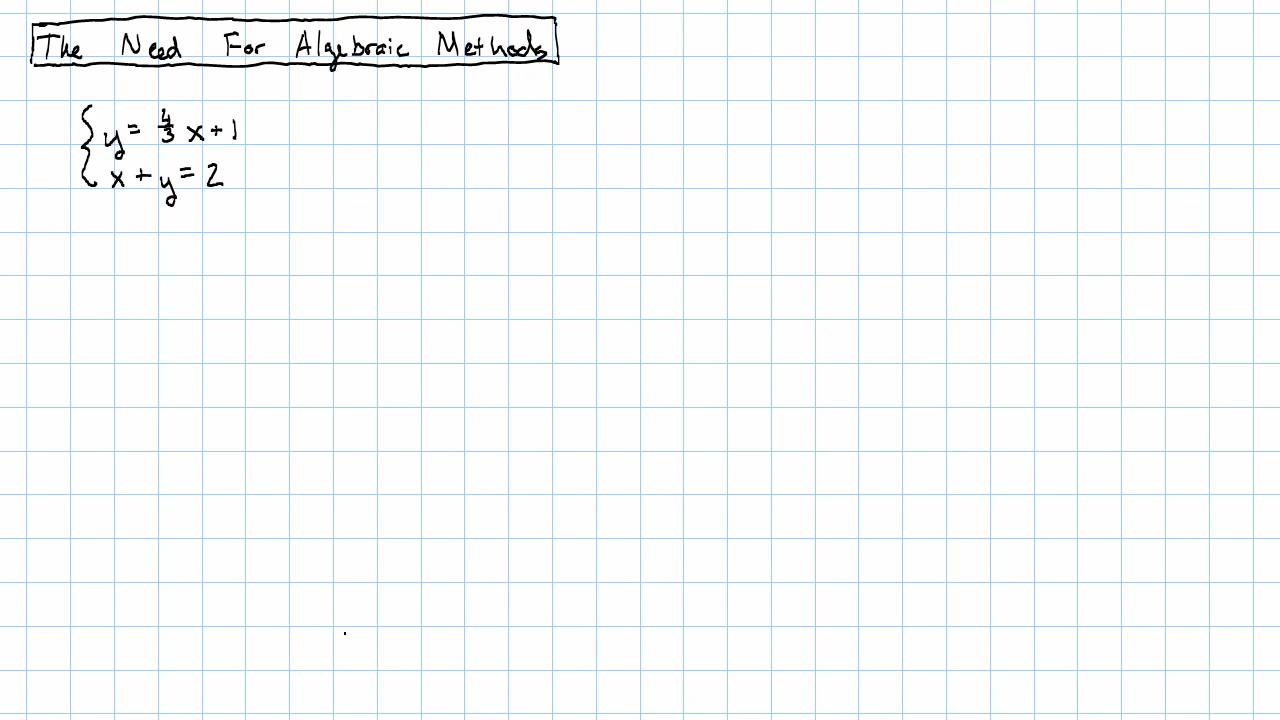 The Need For Algebraic Methods
y = 4/3 x + 1
x + y = 2